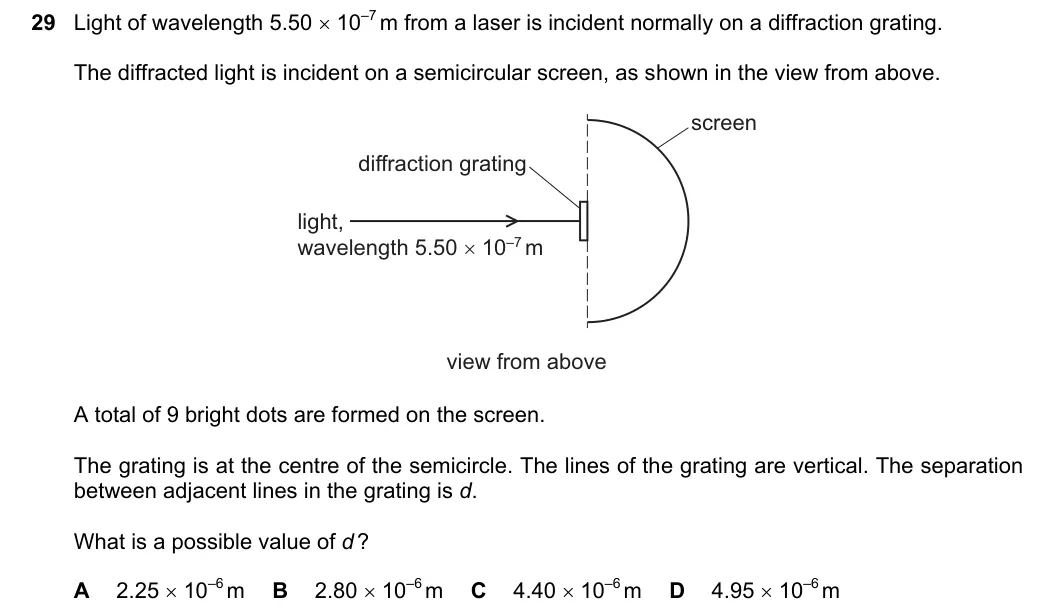 29 Light of wavelength 5.50 × 10⁻⁷ m from a laser is incident normally on a diffraction grating.
The diffracted light is incident on a semicircular screen, as shown in the view from above.
screen
diffraction grating
light,
wavelength 5.50 × 10⁻⁷ m
view from above
A total of 9 bright dots are formed on the screen.
The grating is at the centre of the semicircle. The lines of the grating are vertical. The separation
between adjacent lines in the grating is d.
What is a possible value of d?
A 2.25 × 10⁻⁶ m B 2.80 × 10⁻⁶ m C 4.40 × 10⁻⁶ m D 4.95 × 10⁻⁶ m